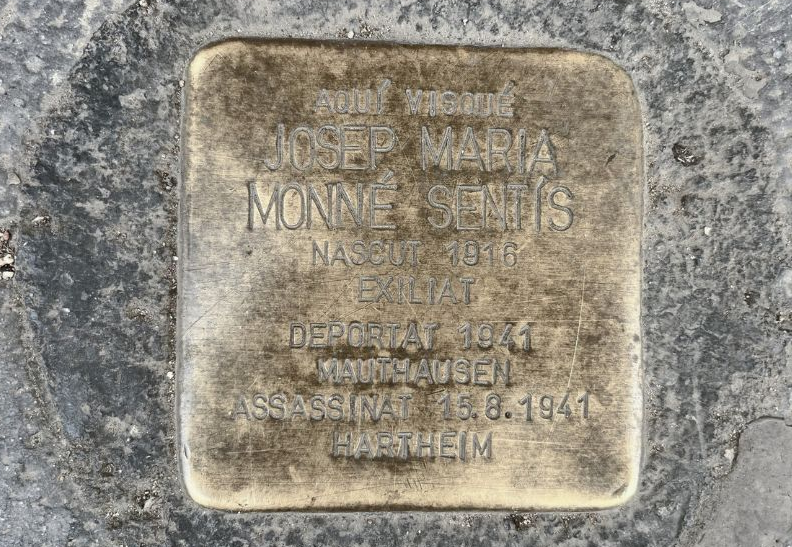 AQUÍ VISQUÉ
JOSEP MARIA
MONNÉ SENTÍS
NASCUT 1916
EXILIAT
DEPORTAT 1941
MAUTHAUSEN
ASSASSINAT 15.8.1941
HARTHEIM